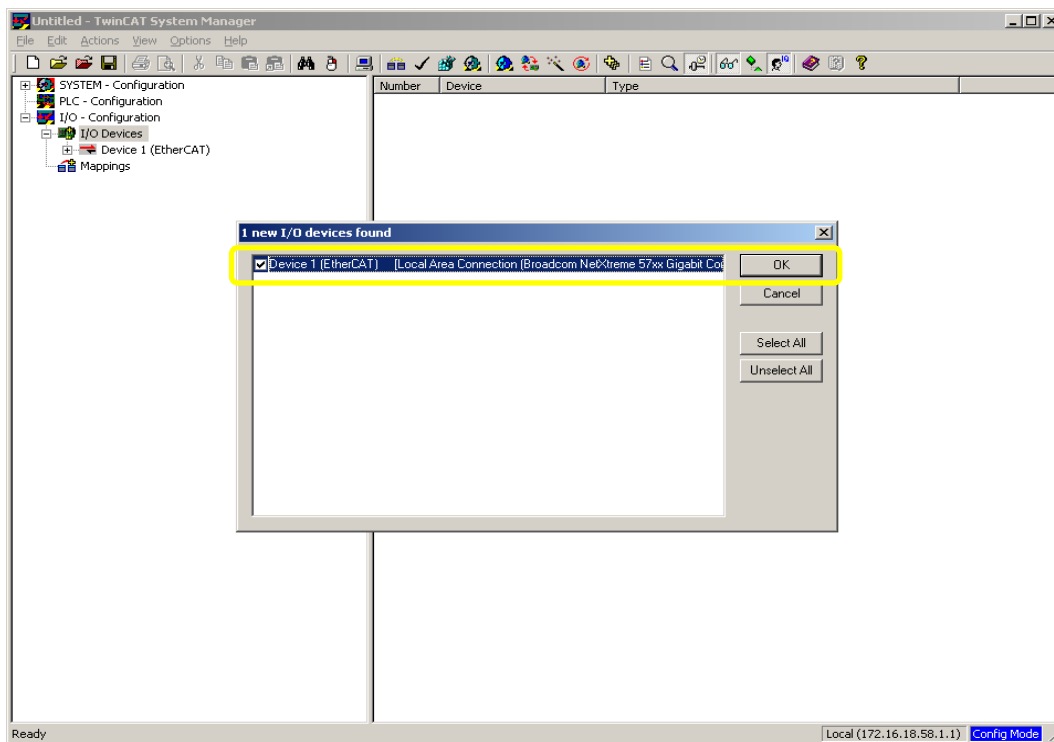 Untitled - TwinCAT System Manager
File Edit Actions View Options Help
SYSTEM - Configuration
PLC - Configuration
I/O - Configuration
I/O Devices
Device 1 (EtherCAT)
Mappings
Number Device Type
1 new I/O devices found
Device 1 (EtherCAT) [Local Area Connection (Broadcom NetXtreme 57xx Gigabit Co
OK
Cancel
Select All
Unselect All
Ready
Local (172.16.18.58.1.1) Config Mode